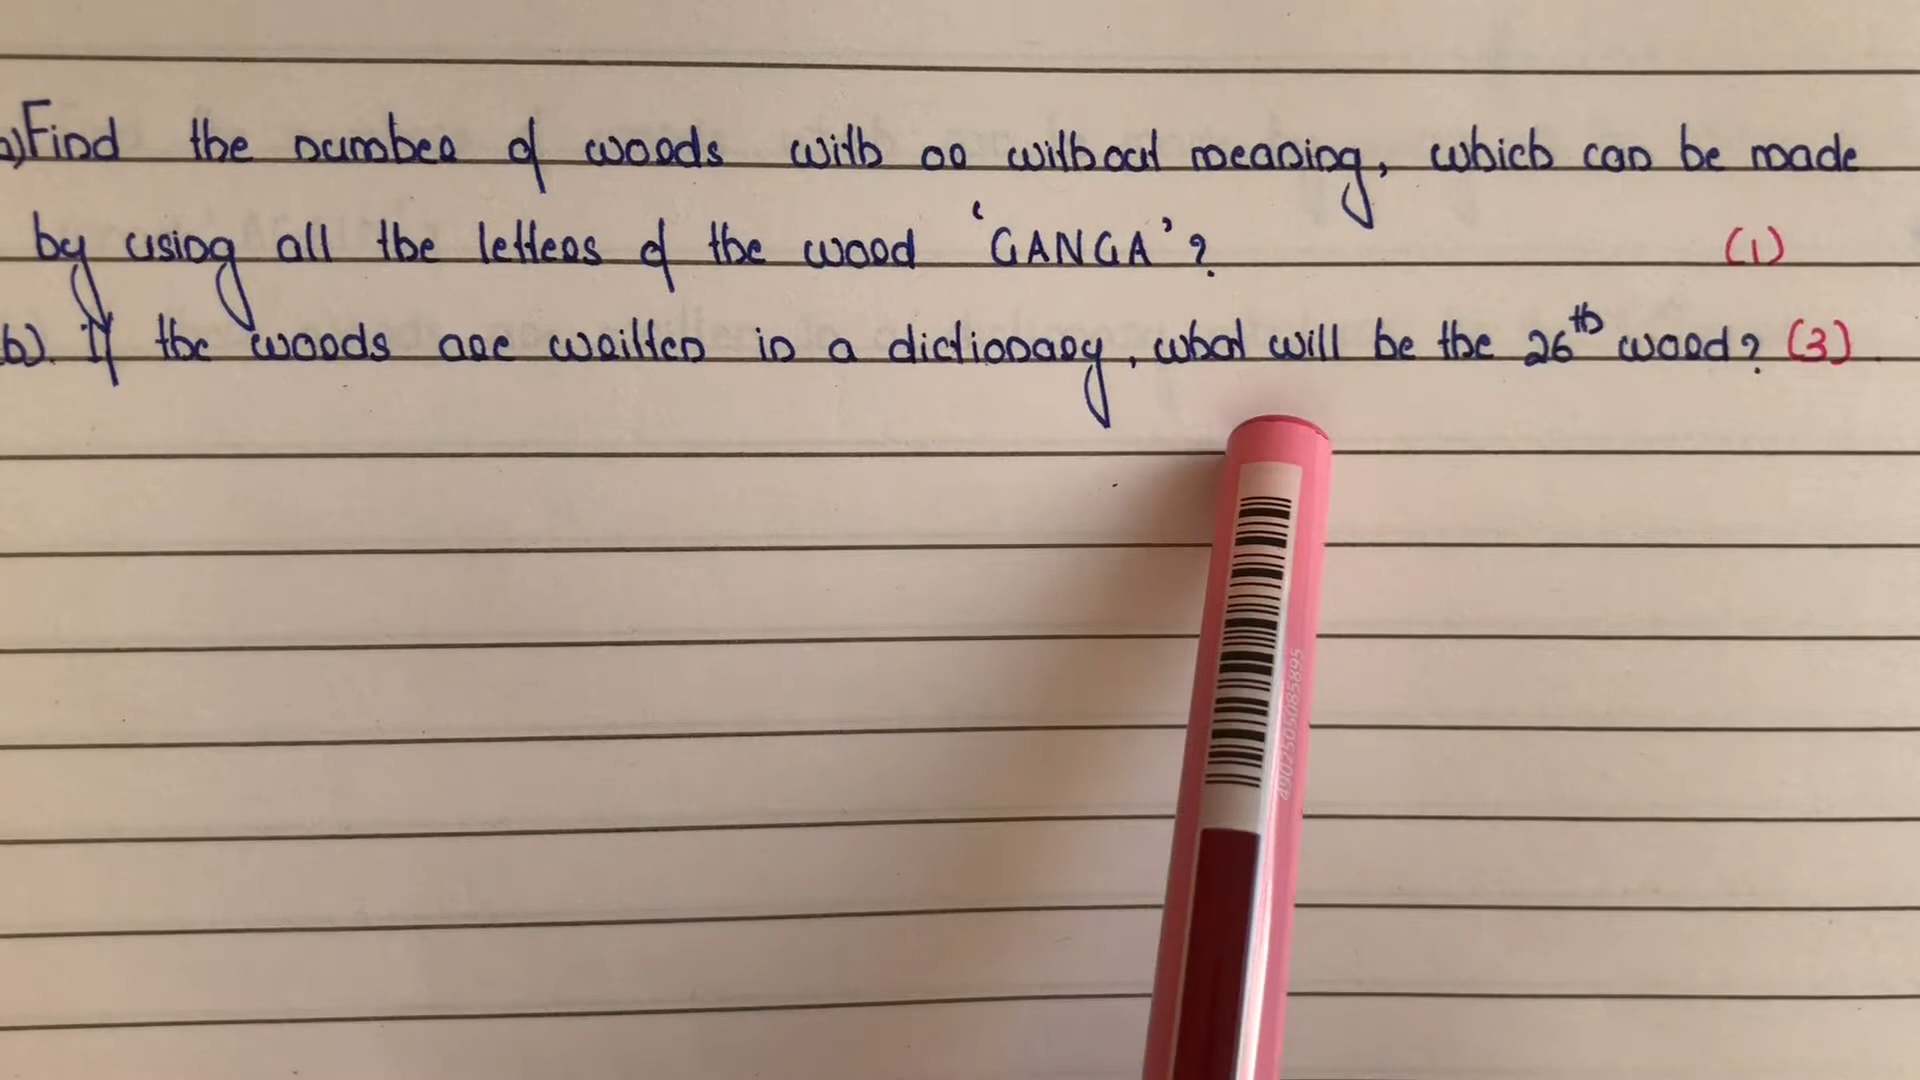 a) Find the number of words with or without meaning, which can be made
by using all the letters of the word 'GANGA'? (1)
b). If the words are written in a dictionary, what will be the 26th word? (3)
4902505085895